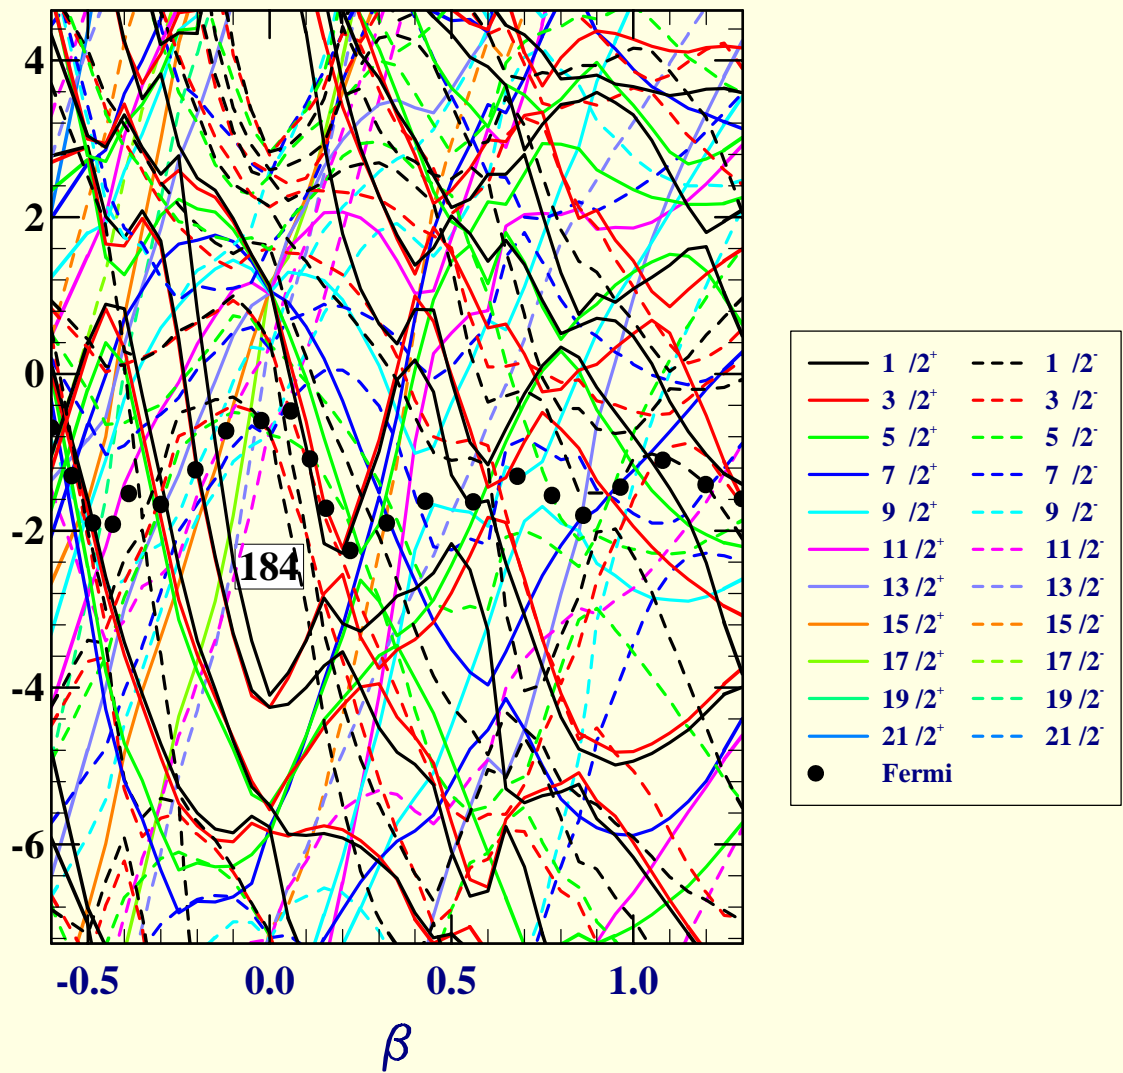 4
2
0
-2
-4
-6
184
-0.5 0.0 0.5 1.0
β
1 /2+ 1 /2-
3 /2+ 3 /2-
5 /2+ 5 /2-
7 /2+ 7 /2-
9 /2+ 9 /2-
11 /2+ 11 /2-
13 /2+ 13 /2-
15 /2+ 15 /2-
17 /2+ 17 /2-
19 /2+ 19 /2-
21 /2+ 21 /2-
Fermi